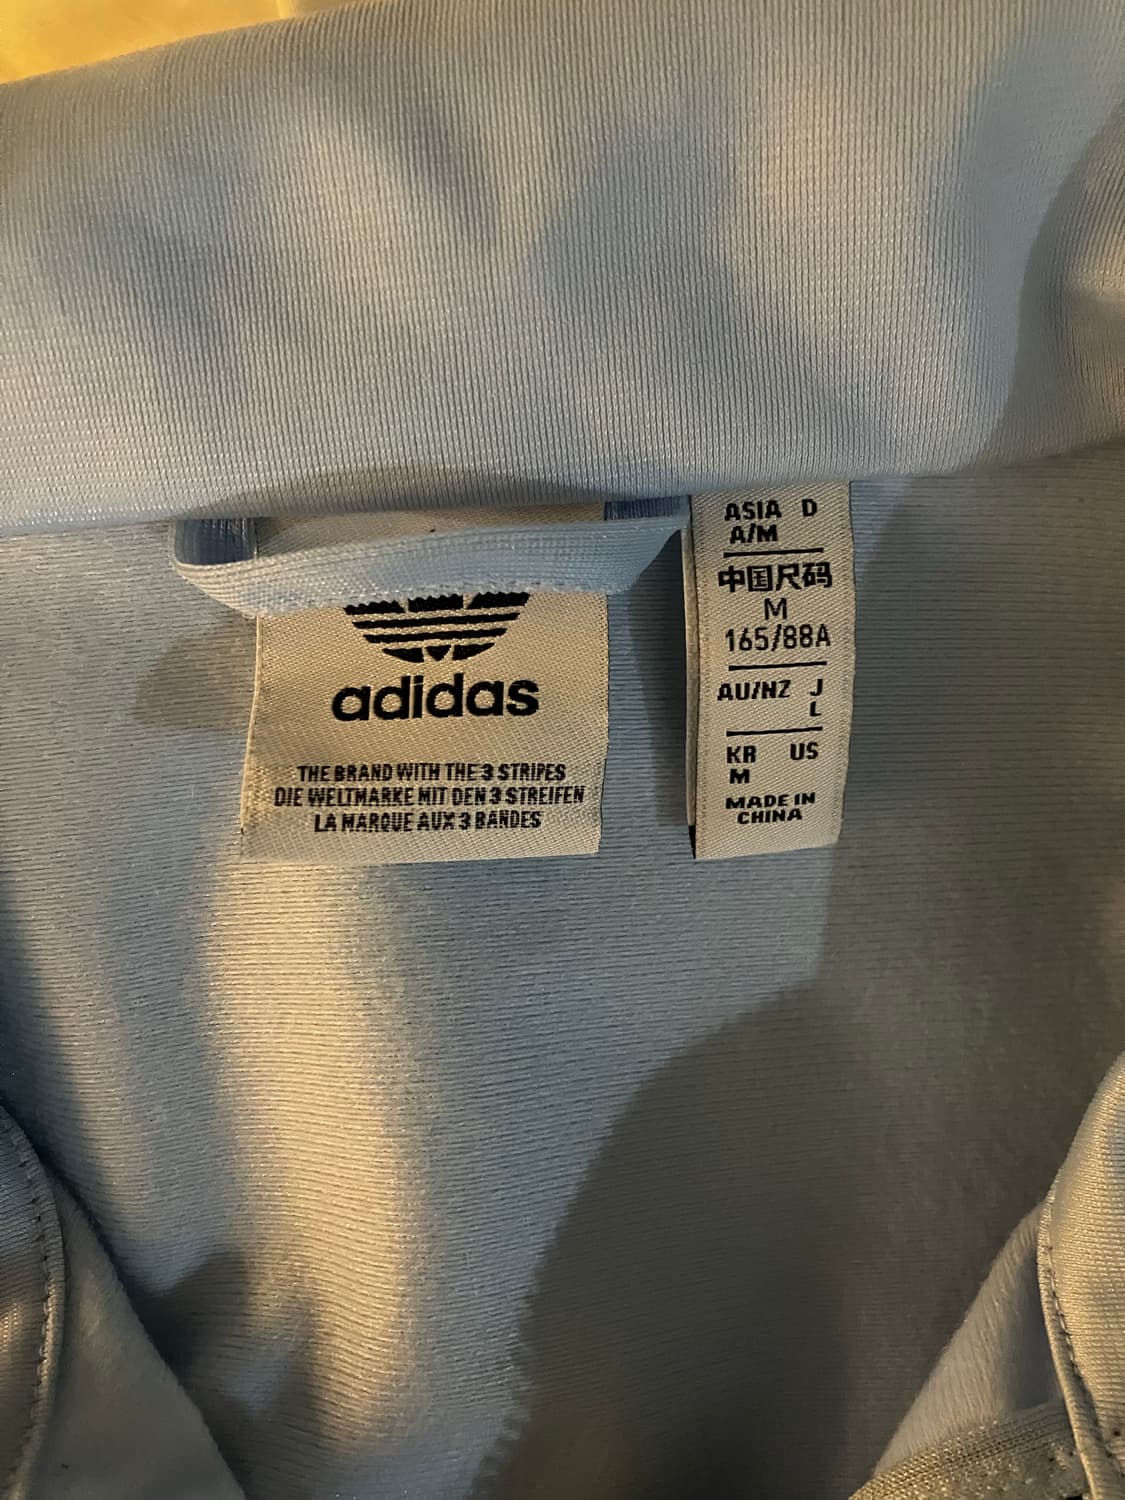 adidas
THE BRAND WITH THE 3 STRIPES
DIE WELTMARKE MIT DEN 3 STREIFEN
LA MARQUE AUX 3 BANDES
ASIA D
A/M
中国尺码
M
165/88A
AU/NZ J
L
KR US
M
MADE IN
CHINA